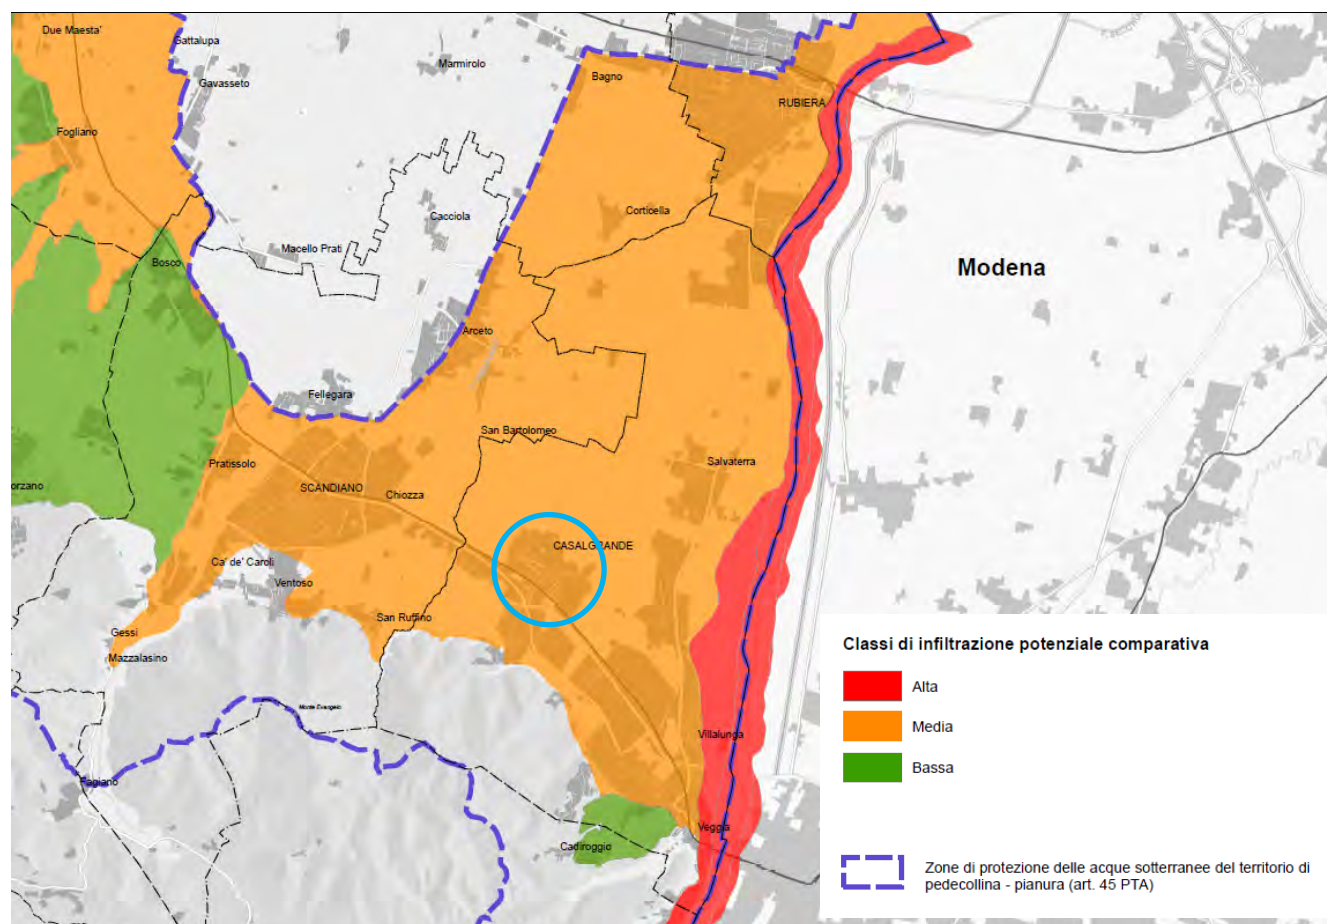 Due Maesta'
Gattalupa
Marmirolo
Gavasseto
Bagno
RUBIERA
Fogliano
Corticella
Cacciola
Macello Prati
Bosco
Modena
Arceto
Fellegara
San Bartolomeo
Pratissolo
Salvaterra
orzano
SCANDIANO
Chiozza
CASALGRANDE
Ca' de' Caroli
Ventoso
San Ruffino
Gessi
Mazzalasino
Monte Evangelo
Villalunga
Pagiano
Veggia
Cadiroggio
Classi di infiltrazione potenziale comparativa
Alta
Media
Bassa
Zone di protezione delle acque sotterranee del territorio di
pedecollina - pianura (art. 45 PTA)